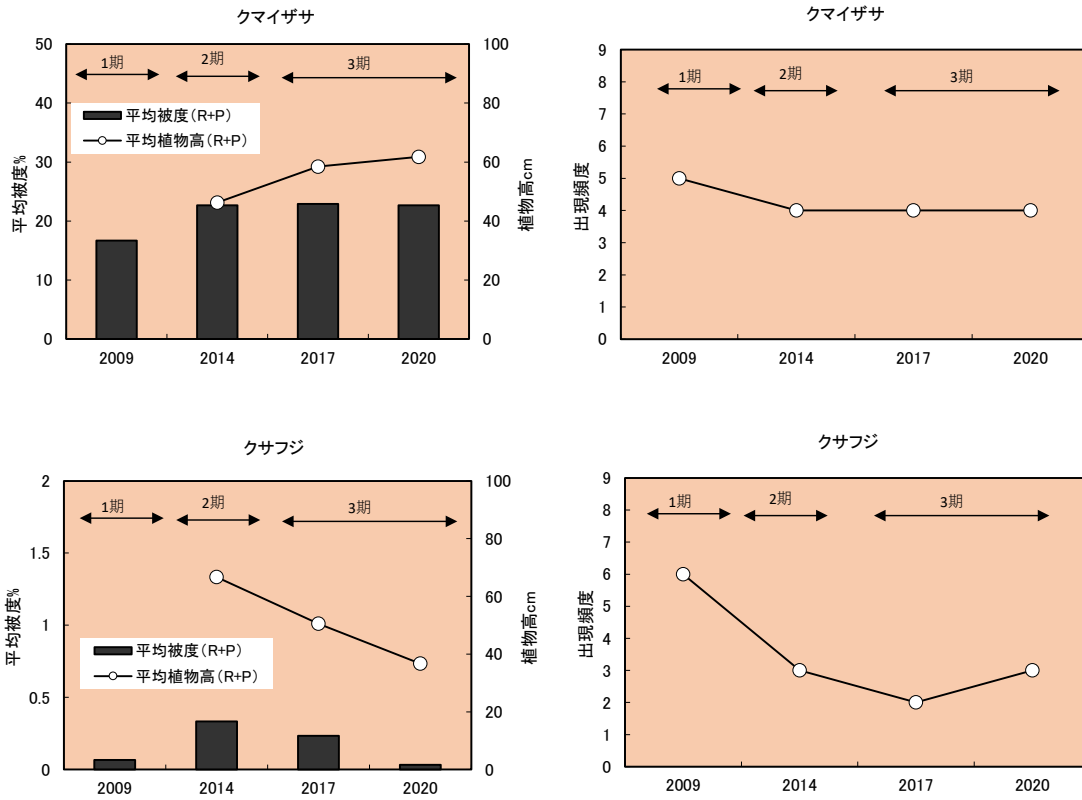 クマイザサ
50
40
30
20
10
0
平均被度%
100
80
60
40
20
0
植物高cm
1期
2期
3期
平均被度(R+P)
平均植物高(R+P)
2009
2014
2017
2020
クマイザサ
9
8
7
6
5
4
3
2
1
0
出現頻度
1期
2期
3期
2009
2014
2017
2020
クサフジ
2
1.5
1
0.5
0
平均被度%
100
80
60
40
20
0
植物高cm
1期
2期
3期
平均被度(R+P)
平均植物高(R+P)
2009
2014
2017
2020
クサフジ
9
8
7
6
5
4
3
2
1
0
出現頻度
1期
2期
3期
2009
2014
2017
2020